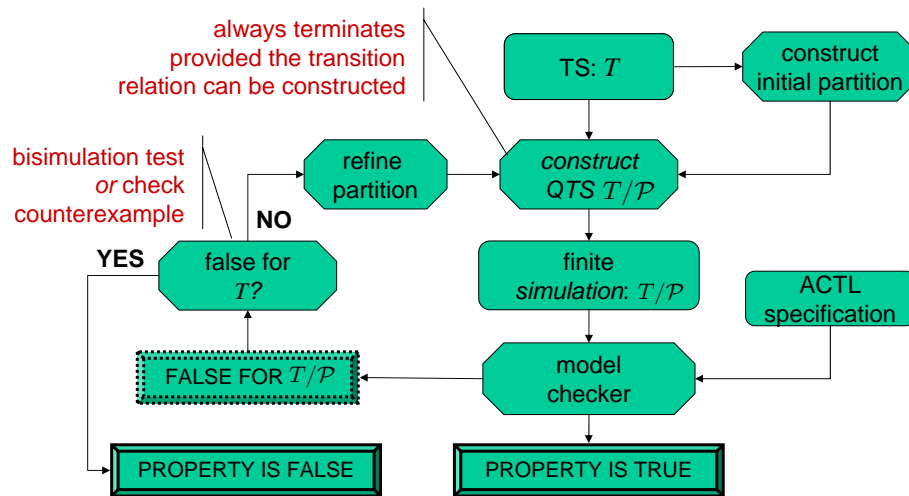 always terminates
provided the transition
relation can be constructed
TS: T
construct
initial partition
bisimulation test
or check
counterexample
refine
partition
construct
QTS T/P
NO
YES
false for
T?
finite
simulation: T/P
ACTL
specification
FALSE FOR T/P
model
checker
PROPERTY IS FALSE
PROPERTY IS TRUE